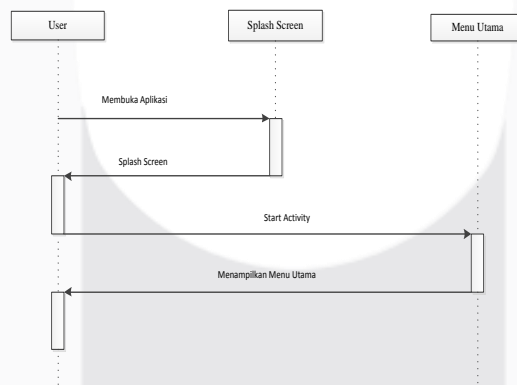 User
Splash Screen
Menu Utama
Membuka Aplikasi
Splash Screen
Start Activity
Menampilkan Menu Utama